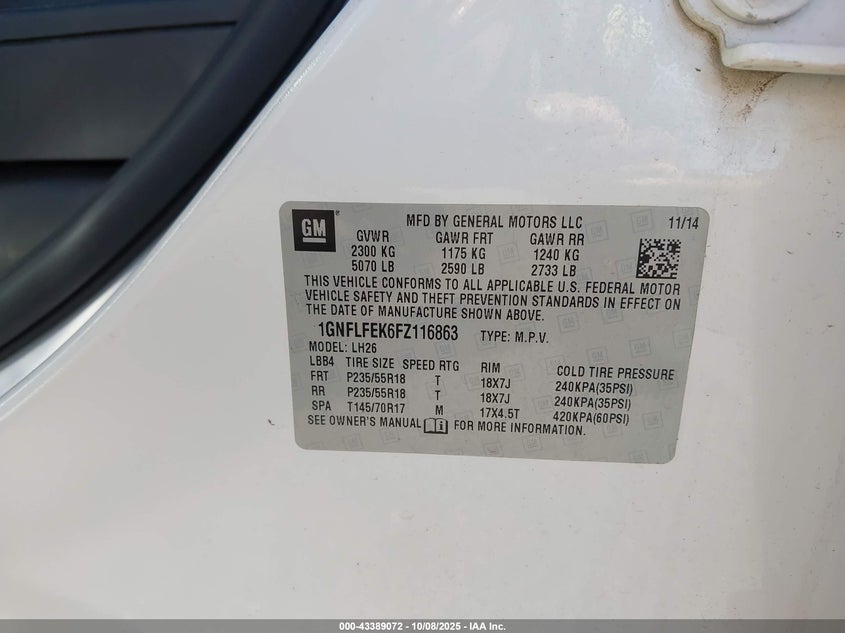 GM ® MFD BY GENERAL MOTORS LLC 11/14
GVWR GAWR FRT GAWR RR
2300 KG 1175 KG 1240 KG
5070 LB 2590 LB 2733 LB
THIS VEHICLE CONFORMS TO ALL APPLICABLE U.S. FEDERAL MOTOR
VEHICLE SAFETY AND THEFT PREVENTION STANDARDS IN EFFECT ON
THE DATE OF MANUFACTURE SHOWN ABOVE.
1GNFLFEK6FZ116863 TYPE: M.P.V.
MODEL: LH26
LBB4 TIRE SIZE SPEED RTG RIM COLD TIRE PRESSURE
FRT P235/55R18 T 18X7J 240KPA(35PSI)
RR P235/55R18 T 18X7J 240KPA(35PSI)
SPA T145/70R17 M 17X4.5T 420KPA(60PSI)
SEE OWNER'S MANUAL FOR MORE INFORMATION.
000-43389072 - 10/08/2025 - IAA Inc.